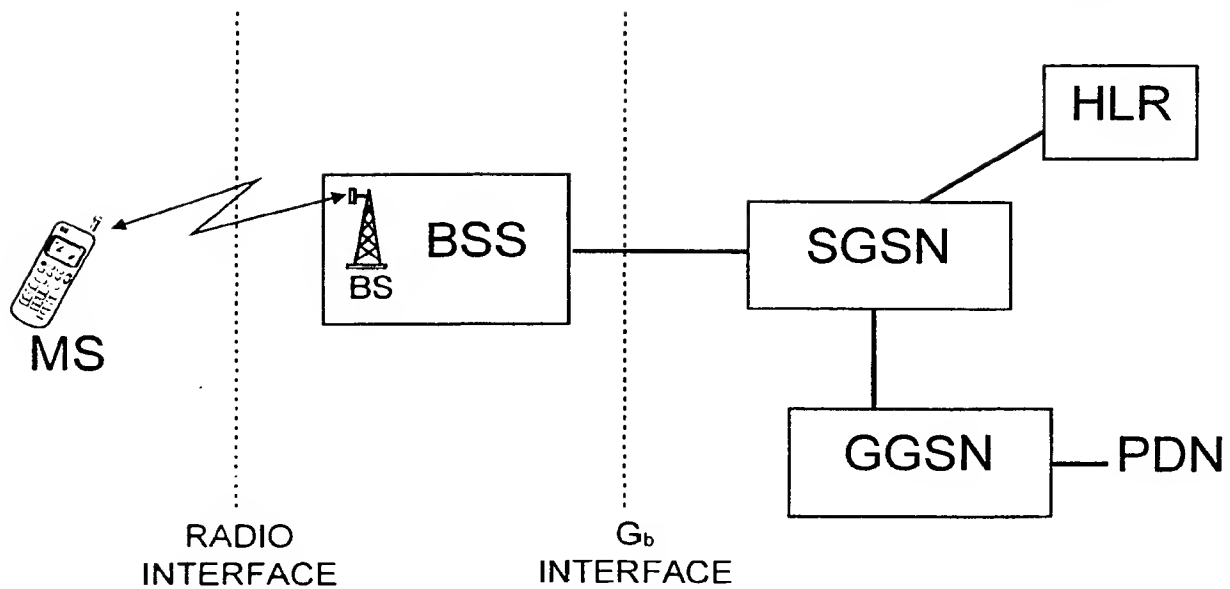 HLR
BSS
BS
SGSN
MS
GGSN
PDN
RADIO
INTERFACE
Gb
INTERFACE